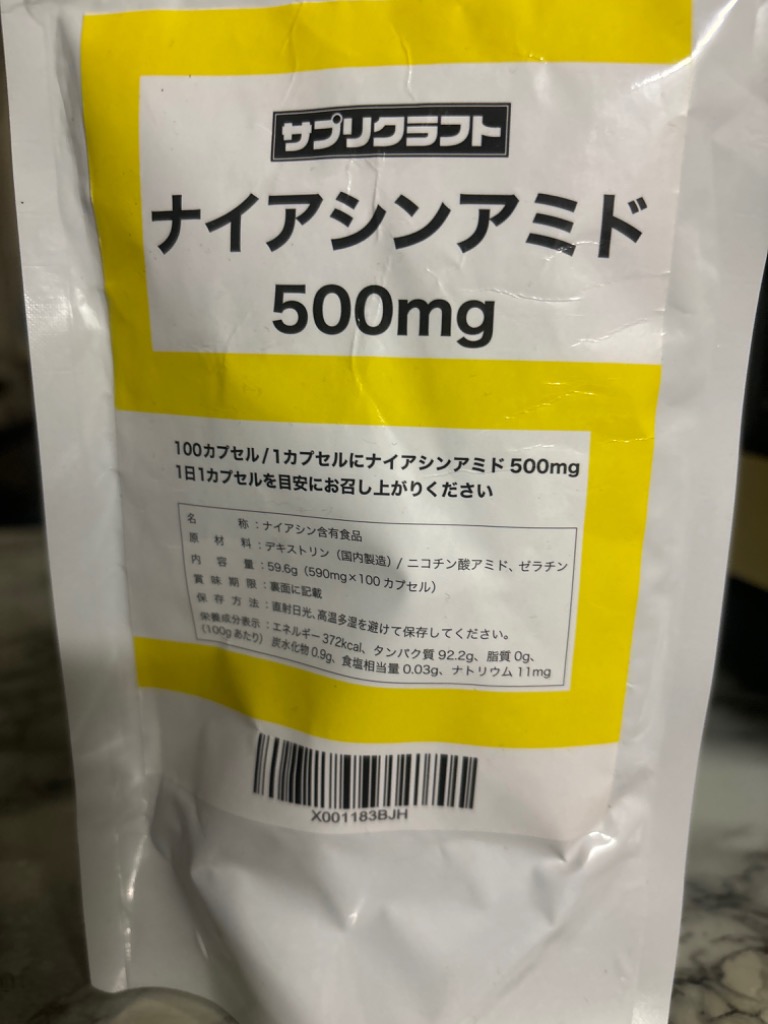 サプリクラフト
ナイアシンアミド
500mg
100カプセル/1カプセルにナイアシンアミド500mg
1日1カプセルを目安にお召し上がりください
名称:ナイアシン含有食品
原材料:デキストリン(国内製造)/ ニコチン酸アミド、ゼラチン
内容量:59.6g(590mg×100カプセル)
賞味期限:裏面に記載
保存方法:直射日光、高温多湿を避けて保存してください。
栄養成分表示:エネルギー372kcal、タンパク質92.2g、脂質0g、
(100gあたり) 炭水化物0.9g、食塩相当量0.03g、ナトリウム11mg
X001183BJH